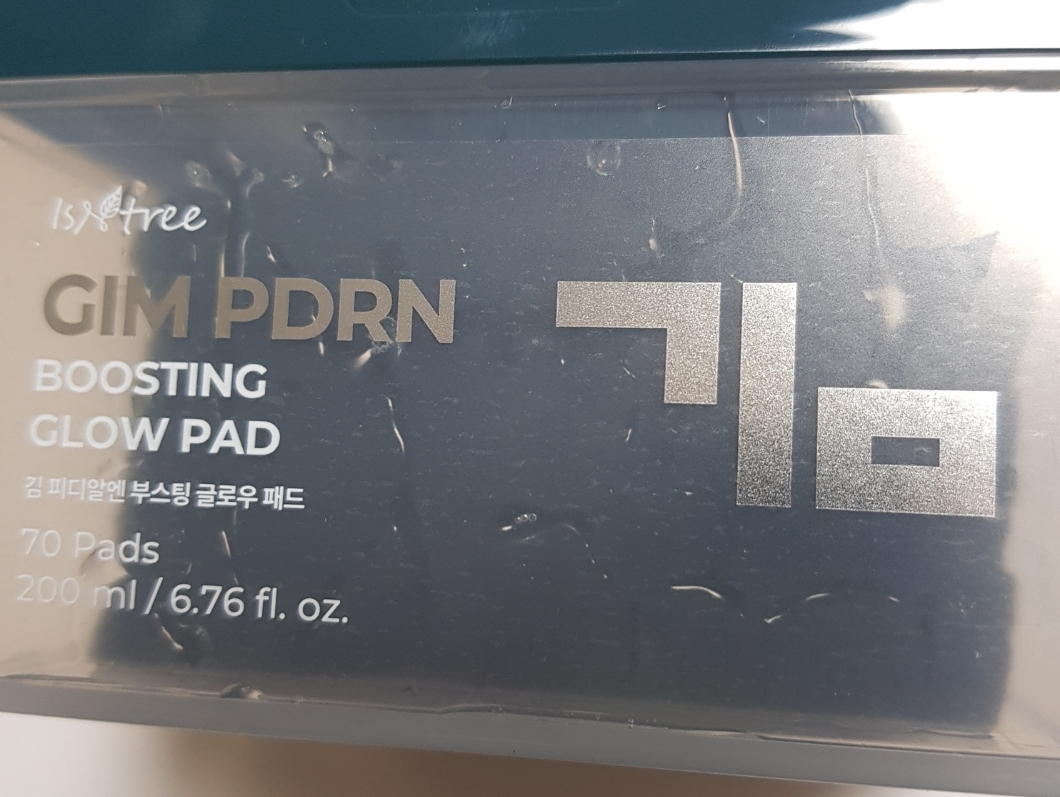 Isntree
GIM PDRN
BOOSTING
GLOW PAD
김 피디알엔 부스팅 글로우 패드
70 Pads
200 ml / 6.76 fl. oz.
김